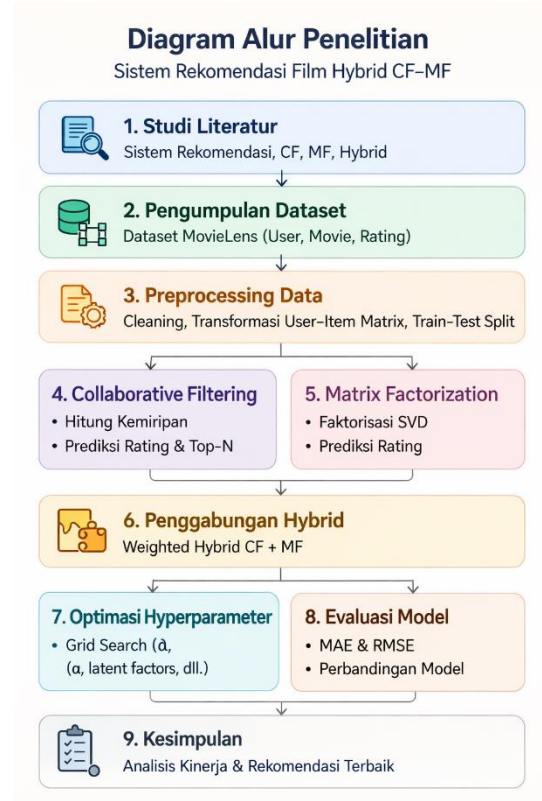 Diagram Alur Penelitian
Sistem Rekomendasi Film Hybrid CF–MF
1. Studi Literatur
Sistem Rekomendasi, CF, MF, Hybrid
2. Pengumpulan Dataset
Dataset MovieLens (User, Movie, Rating)
3. Preprocessing Data
Cleaning, Transformasi User–Item Matrix, Train-Test Split
4. Collaborative Filtering
• Hitung Kemiripan
• Prediksi Rating & Top-N
5. Matrix Factorization
• Faktorisasi SVD
• Prediksi Rating
6. Penggabungan Hybrid
Weighted Hybrid CF + MF
7. Optimasi Hyperparameter
• Grid Search (à,
(α, latent factors, dll.)
8. Evaluasi Model
• MAE & RMSE
• Perbandingan Model
9. Kesimpulan
Analisis Kinerja & Rekomendasi Terbaik